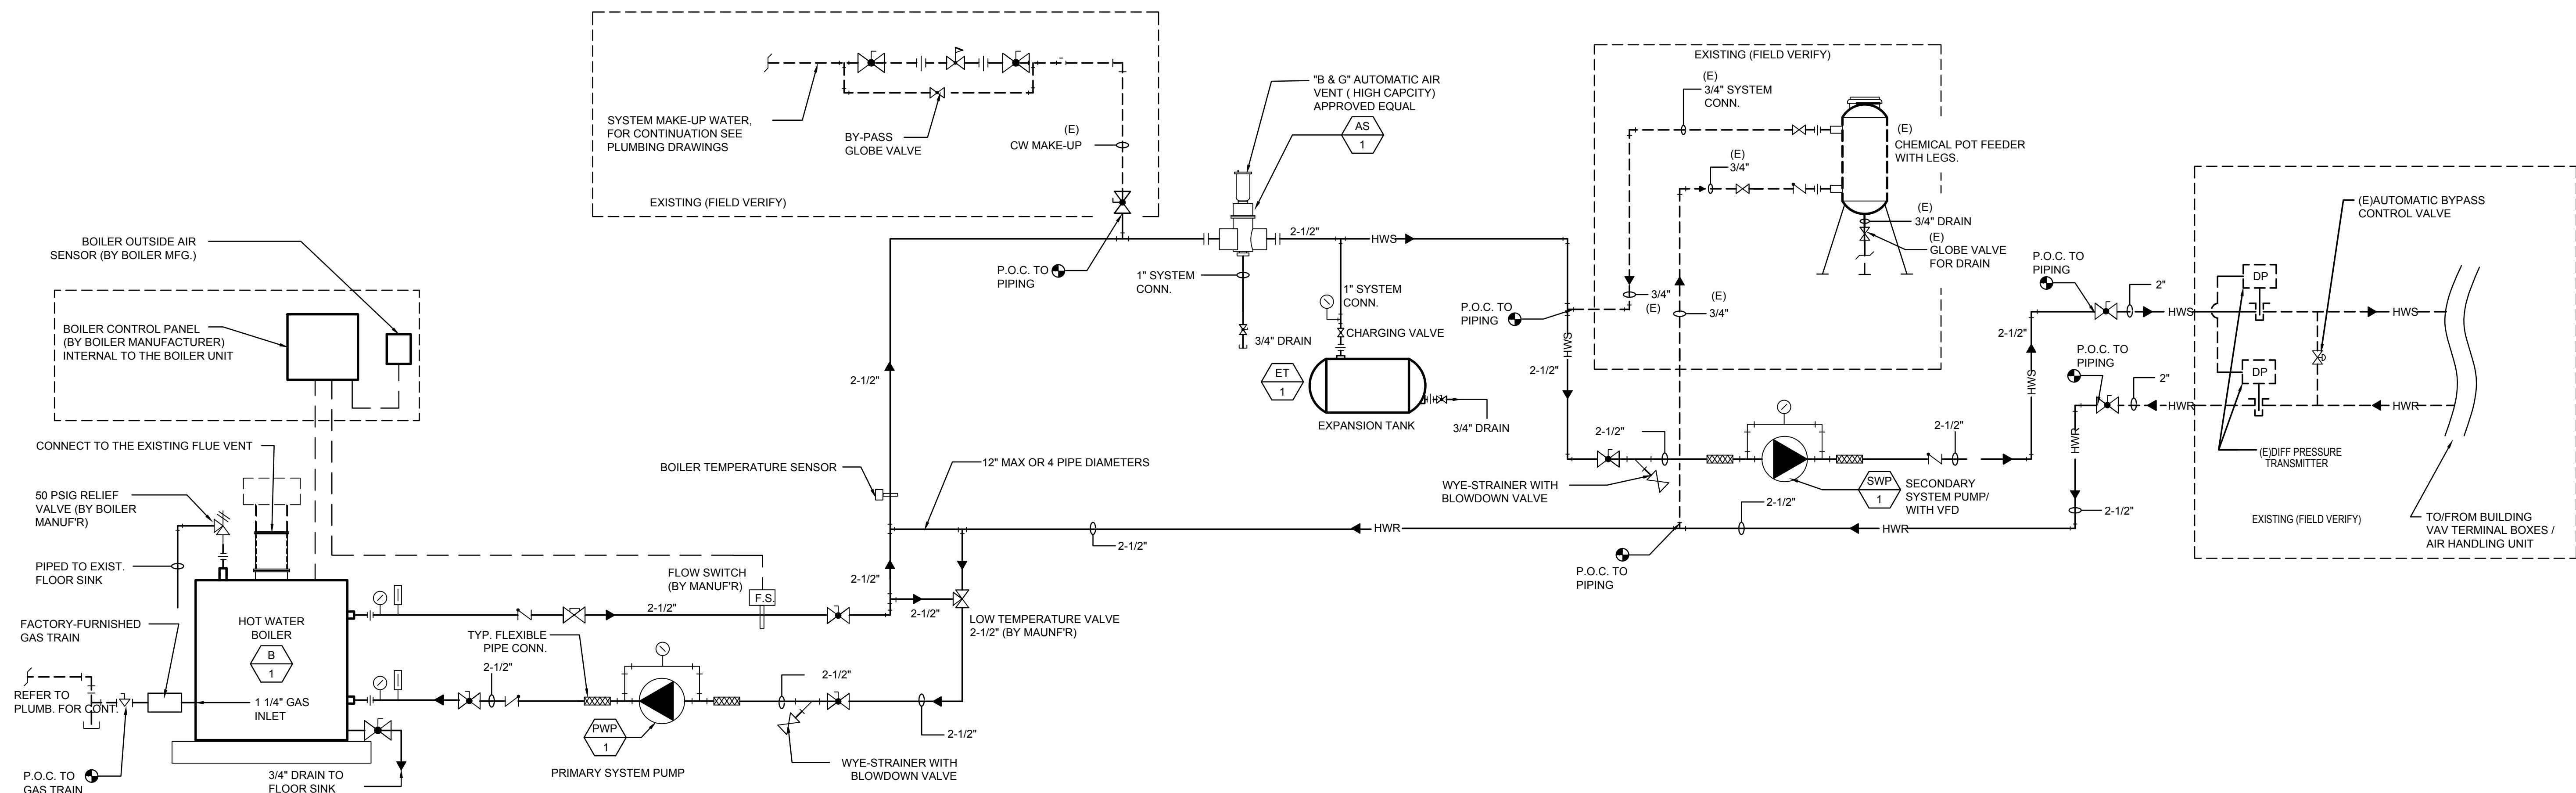 SYSTEM MAKE-UP WATER,
FOR CONTINUATION SEE
PLUMBING DRAWINGS
BY-PASS
GLOBE VALVE
(E)
CW MAKE-UP
EXISTING (FIELD VERIFY)
"B & G" AUTOMATIC AIR
VENT ( HIGH CAPCITY)
APPROVED EQUAL
AS
1
EXISTING (FIELD VERIFY)
(E)
3/4" SYSTEM
CONN.
(E)
3/4"
(E)
CHEMICAL POT FEEDER
WITH LEGS.
(E)
3/4" DRAIN
(E)
GLOBE VALVE
FOR DRAIN
3/4"
(E)
(E)
3/4"
(E)AUTOMATIC BYPASS
CONTROL VALVE
BOILER OUTSIDE AIR
SENSOR (BY BOILER MFG.)
BOILER CONTROL PANEL
(BY BOILER MANUFACTURER)
INTERNAL TO THE BOILER UNIT
P.O.C. TO
PIPING
2-1/2"
HWS
1" SYSTEM
CONN.
3/4" DRAIN
1" SYSTEM
CONN.
CHARGING VALVE
ET
1
EXPANSION TANK
3/4" DRAIN
P.O.C. TO
PIPING
HWS
2-1/2"
P.O.C. TO
PIPING
2"
HWS
2-1/2"
HWS
P.O.C. TO
PIPING
2"
HWR
HWR
DP
DP
HWS
HWR
(E)DIFF PRESSURE
TRANSMITTER
EXISTING (FIELD VERIFY)
TO/FROM BUILDING
VAV TERMINAL BOXES /
AIR HANDLING UNIT
2-1/2"
CONNECT TO THE EXISTING FLUE VENT
50 PSIG RELIEF
VALVE (BY BOILER
MANUF'R)
PIPED TO EXIST.
FLOOR SINK
BOILER TEMPERATURE SENSOR
12" MAX OR 4 PIPE DIAMETERS
2-1/2"
WYE-STRAINER WITH
BLOWDOWN VALVE
2-1/2"
SWP
1
SECONDARY
SYSTEM PUMP/
WITH VFD
2-1/2"
2-1/2"
HWR
HWR
2-1/2"
2-1/2"
P.O.C. TO
PIPING
FLOW SWITCH
(BY MANUF'R)
F.S.
2-1/2"
2-1/2"
2-1/2"
LOW TEMPERATURE VALVE
2-1/2" (BY MAUNF'R)
FACTORY-FURNISHED
GAS TRAIN
HOT WATER
BOILER
B
1
TYP. FLEXIBLE
PIPE CONN.
2-1/2"
2-1/2"
REFER TO
PLUMB. FOR CONT.
1 1/4" GAS
INLET
PWP
1
PRIMARY SYSTEM PUMP
2-1/2"
WYE-STRAINER WITH
BLOWDOWN VALVE
P.O.C. TO
GAS TRAIN
3/4" DRAIN TO
FLOOR SINK